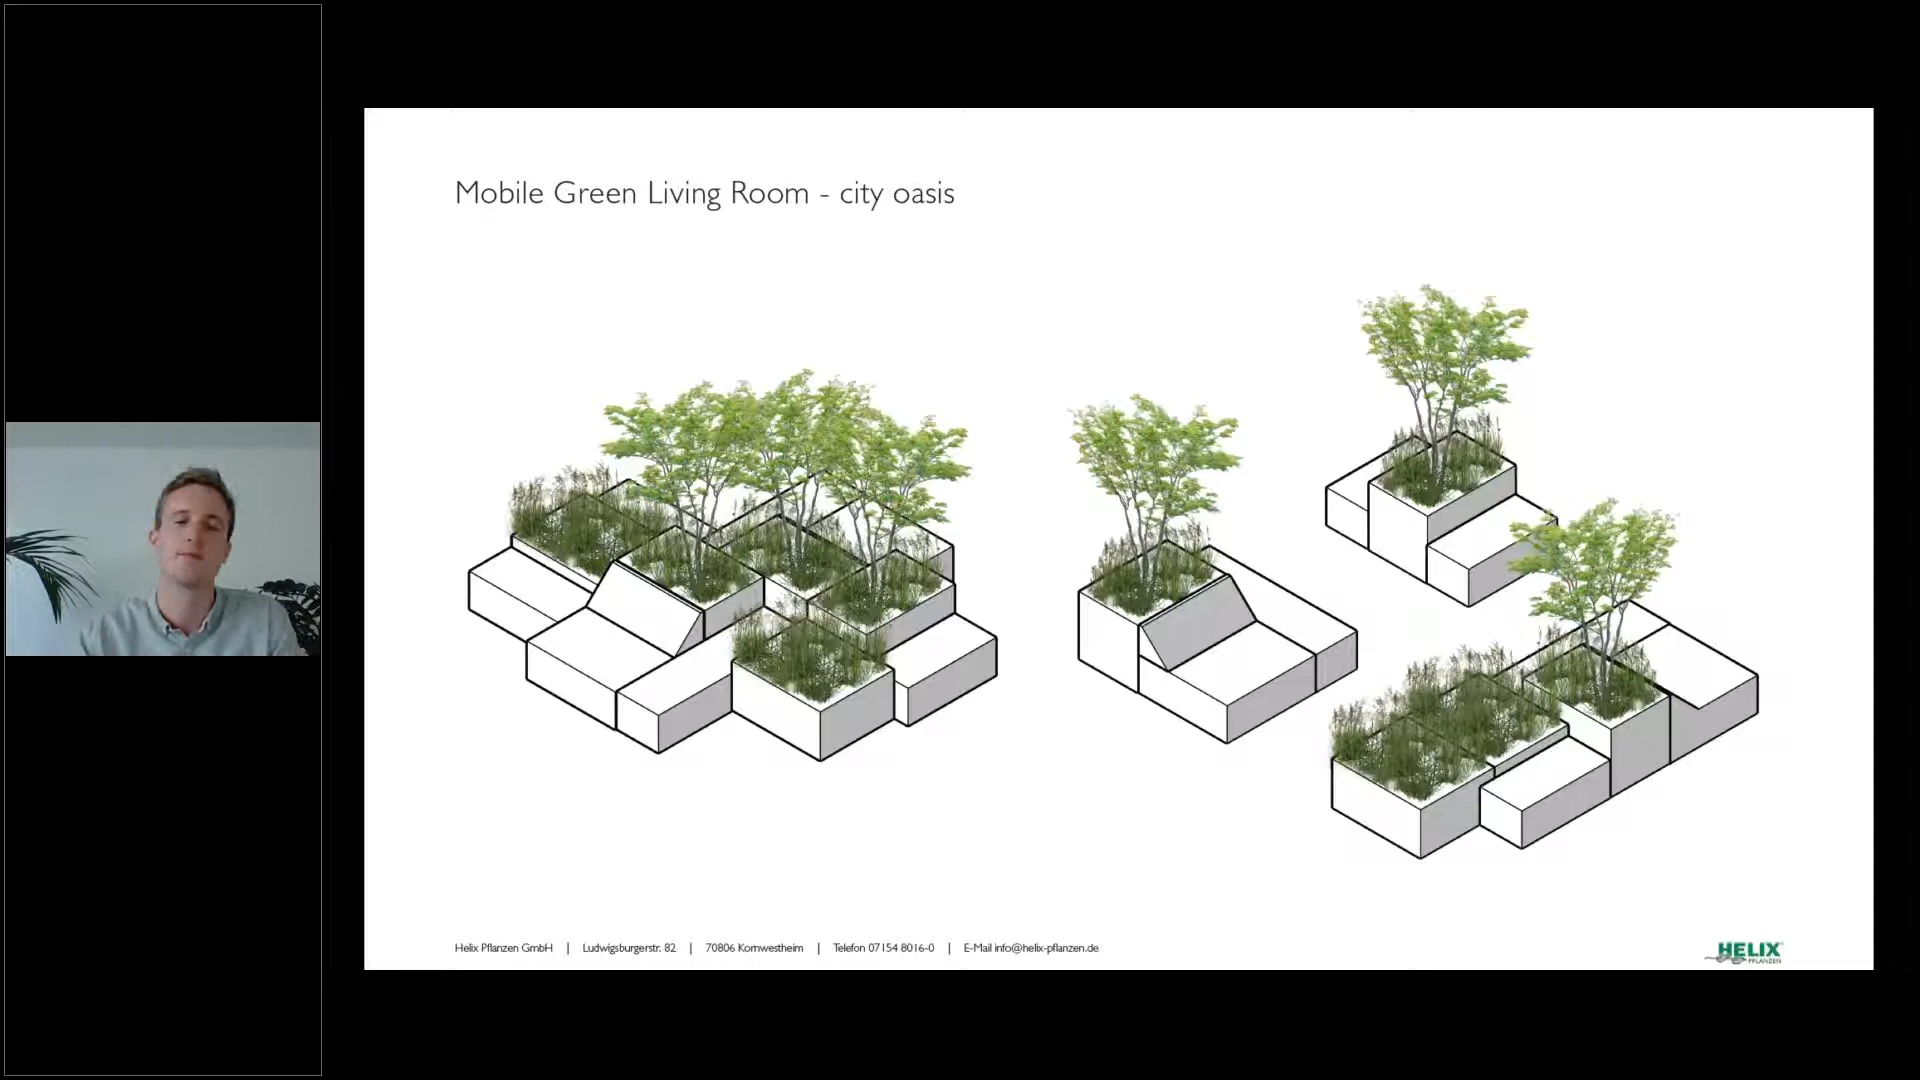 Mobile Green Living Room - city oasis
Helix Pflanzen GmbH | Ludwigsburgerstr. 82 | 70806 Kornwestheim | Telefon 07154 8016-0 | E-Mail info@helix-pflanzen.de
HELIX
PFLANZEN